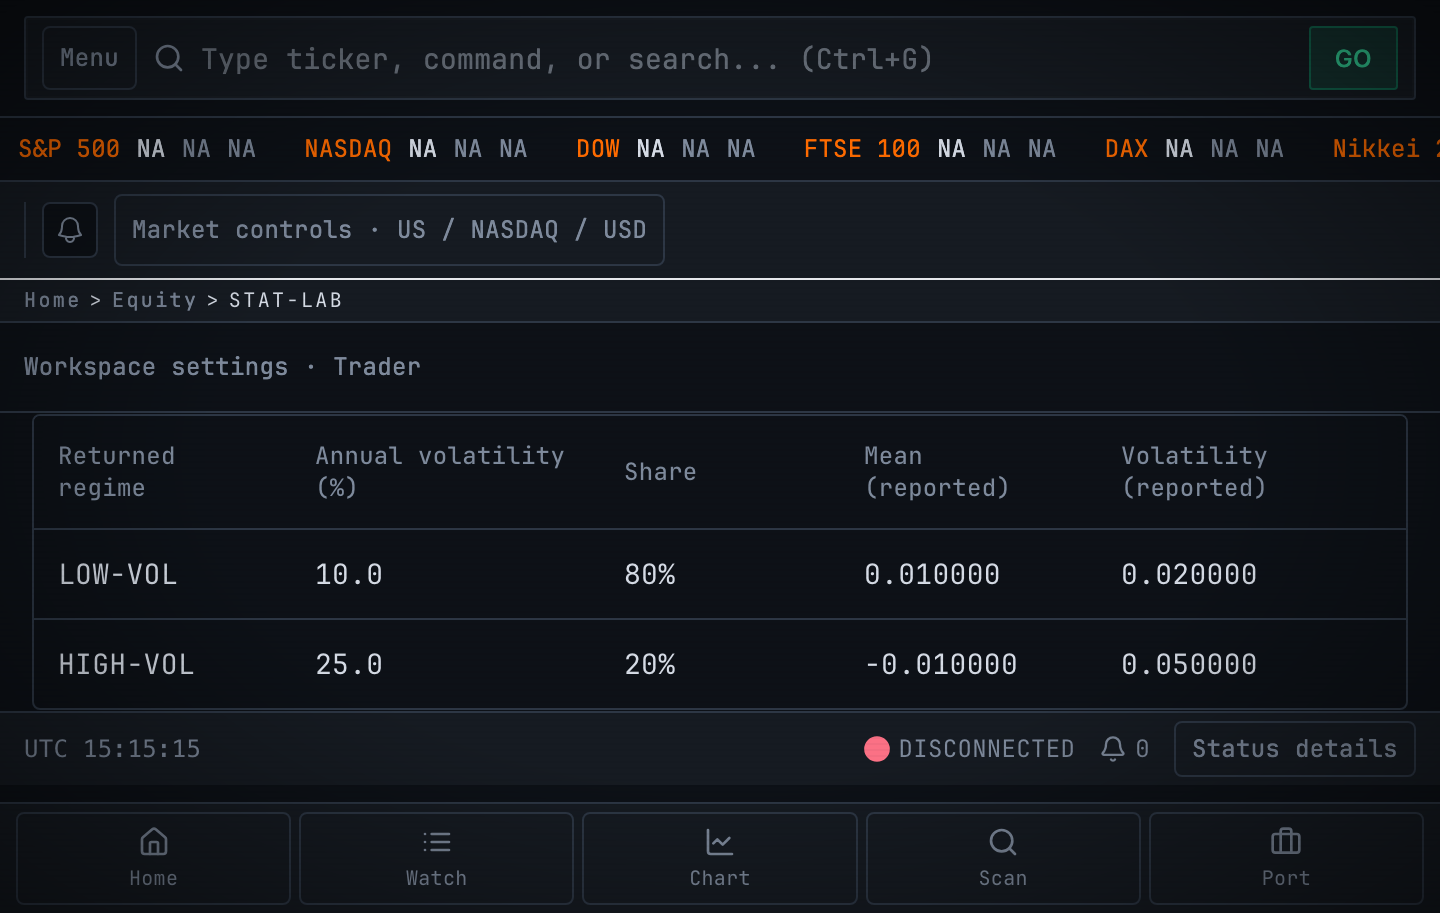 Menu Type ticker, command, or search... (Ctrl+G) GO
S&P 500 NA NA NA NASDAQ NA NA NA DOW NA NA NA FTSE 100 NA NA NA DAX NA NA NA Nikkei
Market controls · US / NASDAQ / USD
Home > Equity > STAT-LAB
Workspace settings · Trader
Returned regime Annual volatility (%) Share Mean (reported) Volatility (reported)
LOW-VOL 10.0 80% 0.010000 0.020000
HIGH-VOL 25.0 20% -0.010000 0.050000
UTC 15:15:15 DISCONNECTED 0 Status details
Home Watch Chart Scan Port